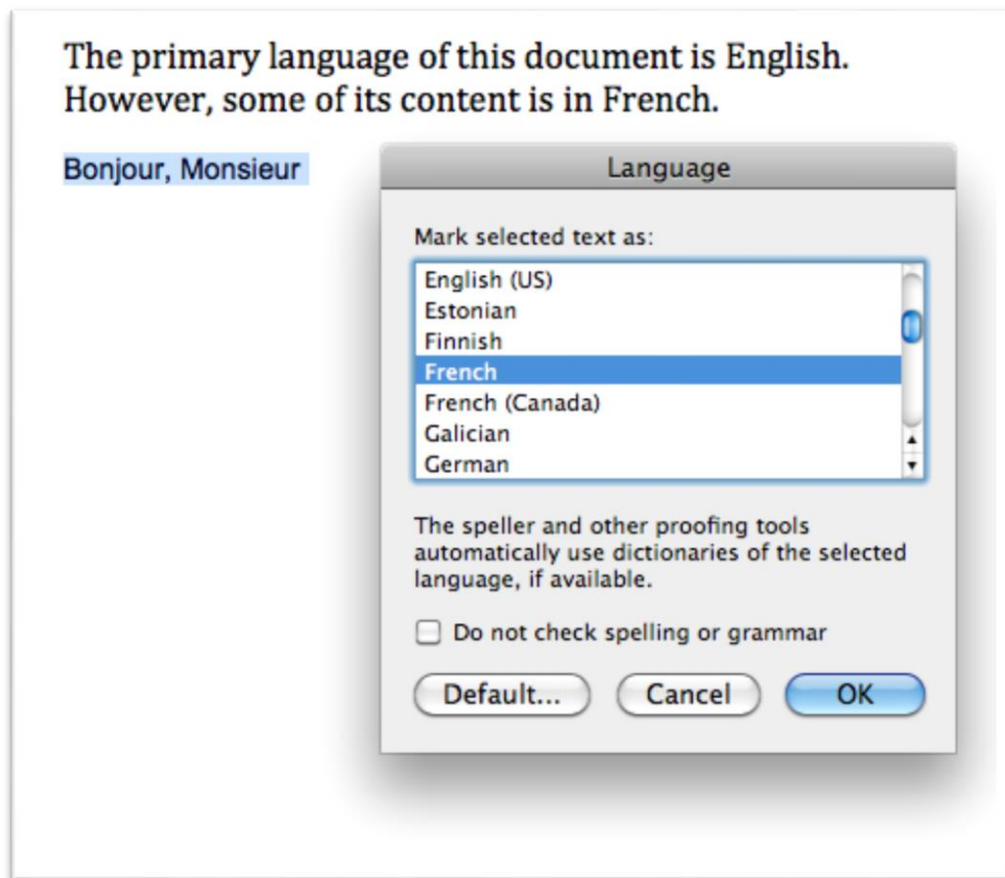 The primary language of this document is English.
However, some of its content is in French.
Bonjour, Monsieur
Language
Mark selected text as:
English (US)
Estonian
Finnish
French
French (Canada)
Galician
German
The speller and other proofing tools
automatically use dictionaries of the selected
language, if available.
Do not check spelling or grammar
Default... Cancel OK